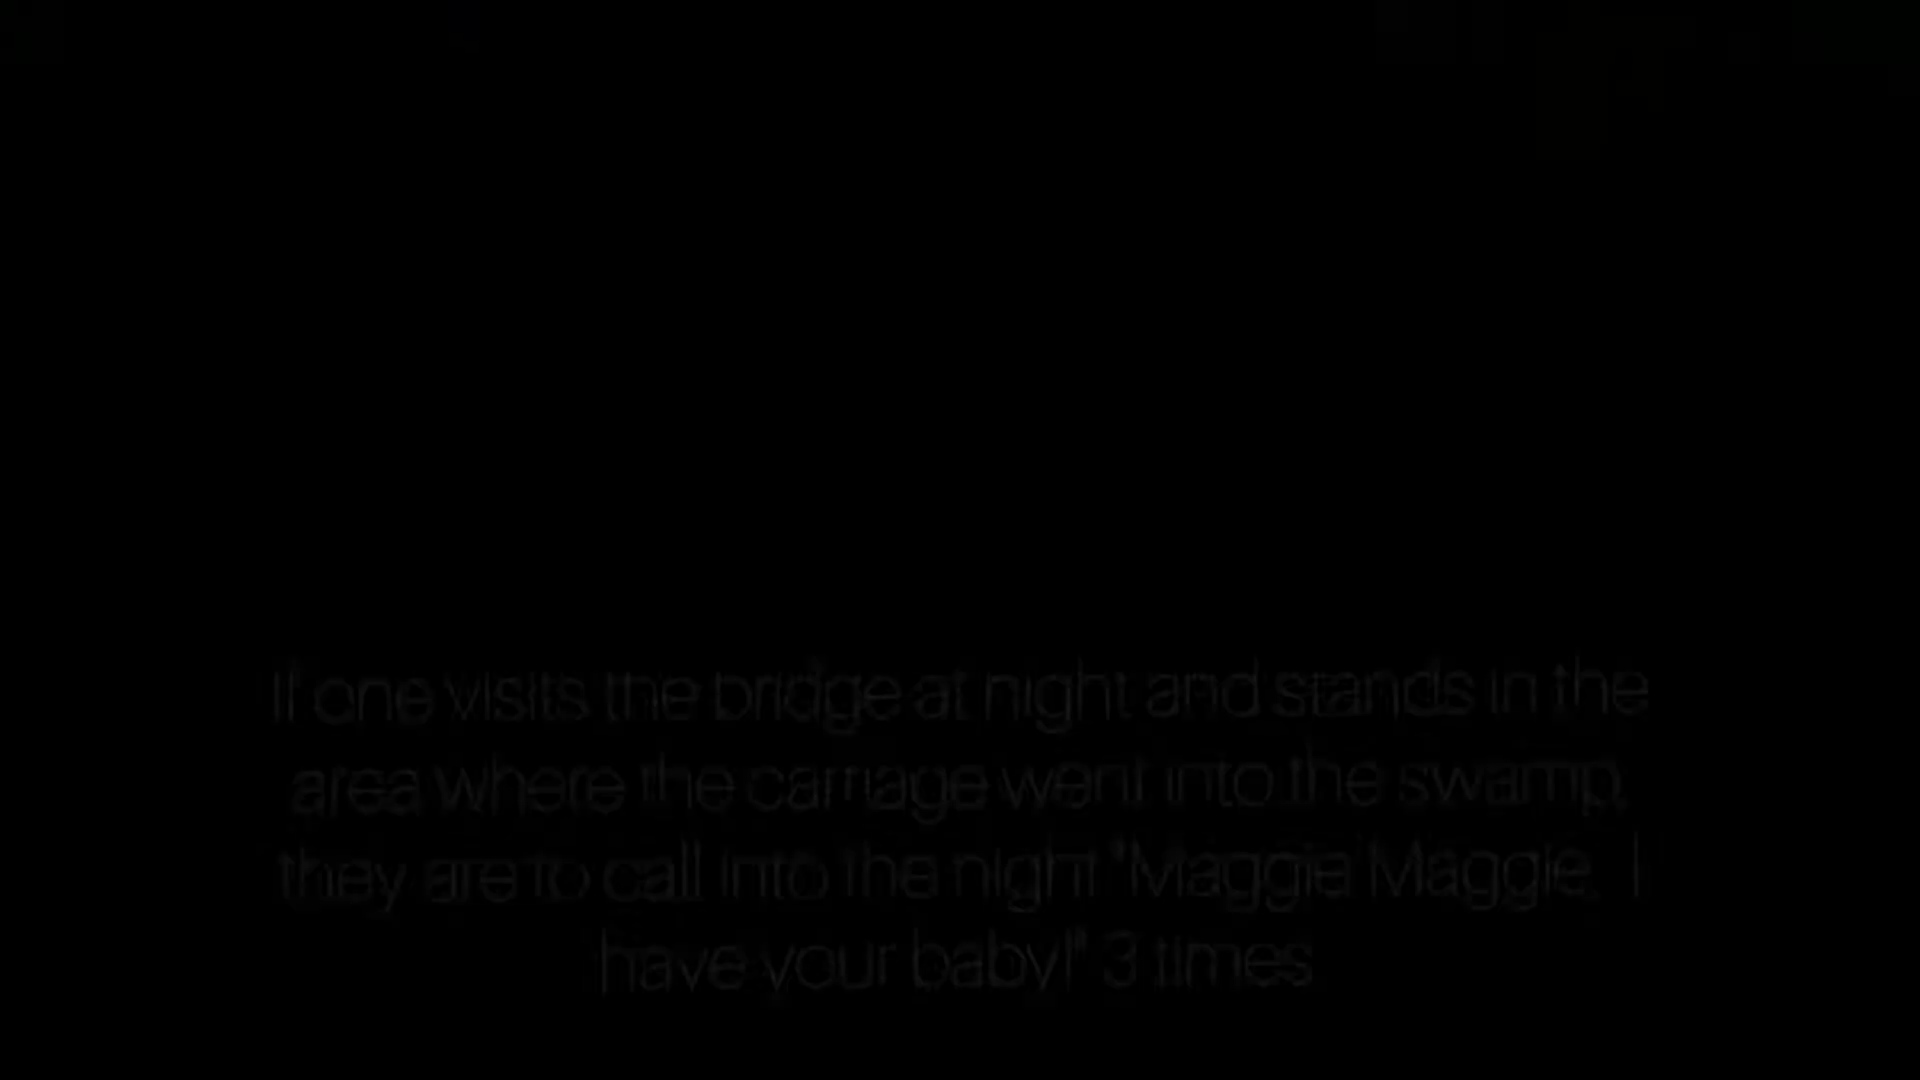 If one visits the bridge at night and stands in the
area where the carriage went into the swamp,
they are to call into the night "Maggie Maggie, I
have your baby!" 3 times